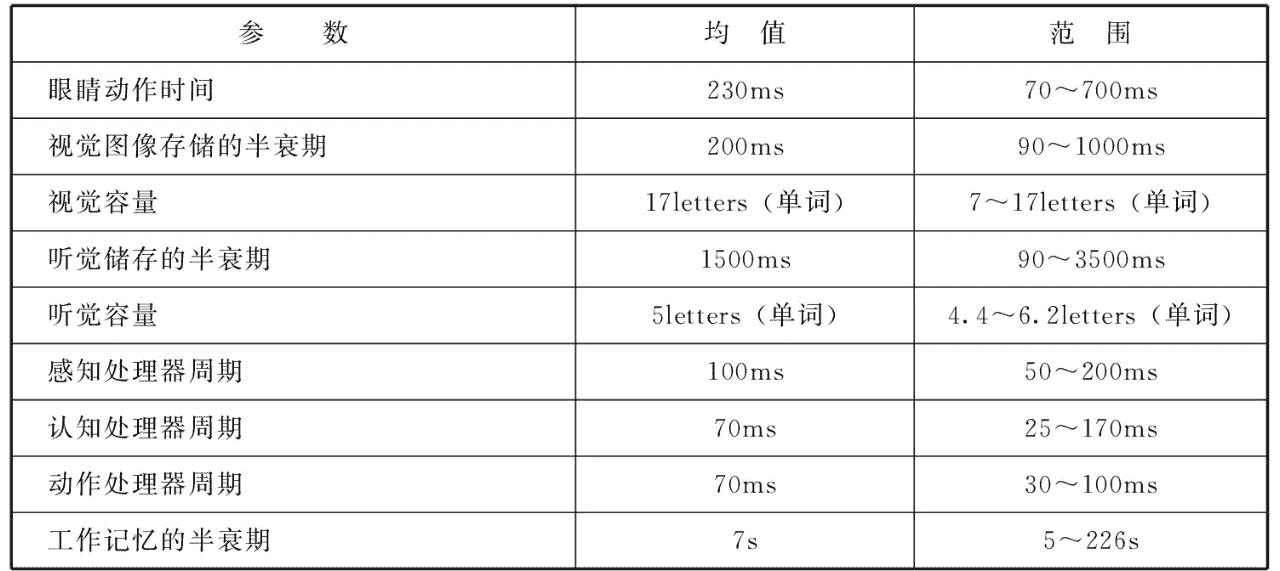 参 数 均 值 范 围
眼睛动作时间 230ms 70～700ms
视觉图像存储的半衰期 200ms 90～1000ms
视觉容量 17letters（单词） 7～17letters（单词）
听觉储存的半衰期 1500ms 90～3500ms
听觉容量 5letters（单词） 4.4～6.2letters（单词）
感知处理器周期 100ms 50～200ms
认知处理器周期 70ms 25～170ms
动作处理器周期 70ms 30～100ms
工作记忆的半衰期 7s 5～226s